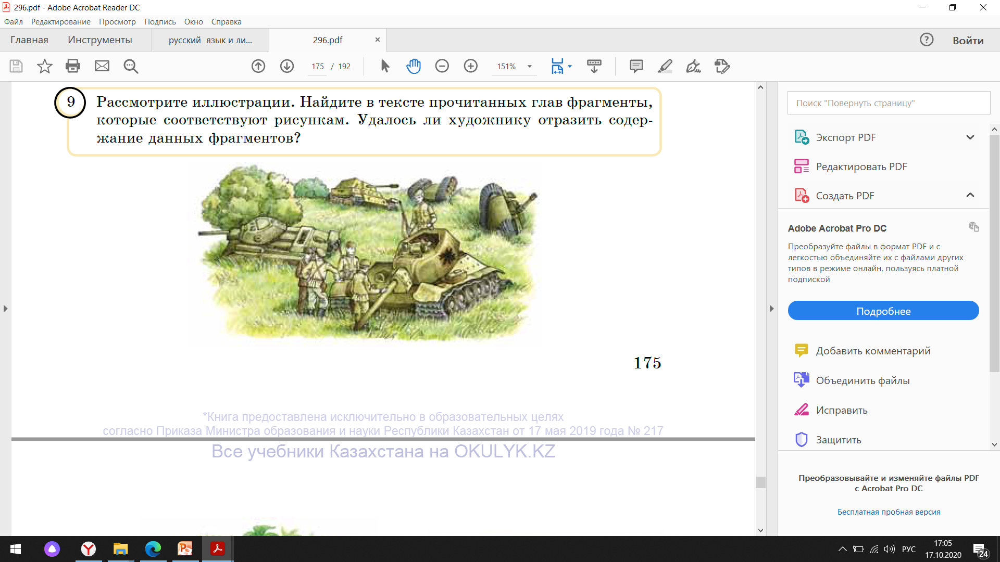 296.pdf - Adobe Acrobat Reader DC
Файл Редактирование Просмотр Подпись Окно Справка
Главная Инструменты русский язык и ли... 296.pdf × ? Войти
175 / 192 151%
9 Рассмотрите иллюстрации. Найдите в тексте прочитанных глав фрагменты,
которые соответствуют рисункам. Удалось ли художнику отразить содер-
жание данных фрагментов?
175
*Книга предоставлена исключительно в образовательных целях
согласно Приказа Министра образования и науки Республики Казахстан от 17 мая 2019 года № 217
Все учебники Казахстана на OKULYK.KZ
Поиск "Повернуть страницу"
Экспорт PDF
Редактировать PDF
Создать PDF
Adobe Acrobat Pro DC
Преобразуйте файлы в формат PDF и с
легкостью объединяйте их с файлами других
типов в режиме онлайн, пользуясь платной
подпиской
Подробнее
Добавить комментарий
Объединить файлы
Исправить
Защитить
Преобразовывайте и изменяйте файлы PDF
с Acrobat Pro DC
Бесплатная пробная версия
РУС
17:05
17.10.2020
24